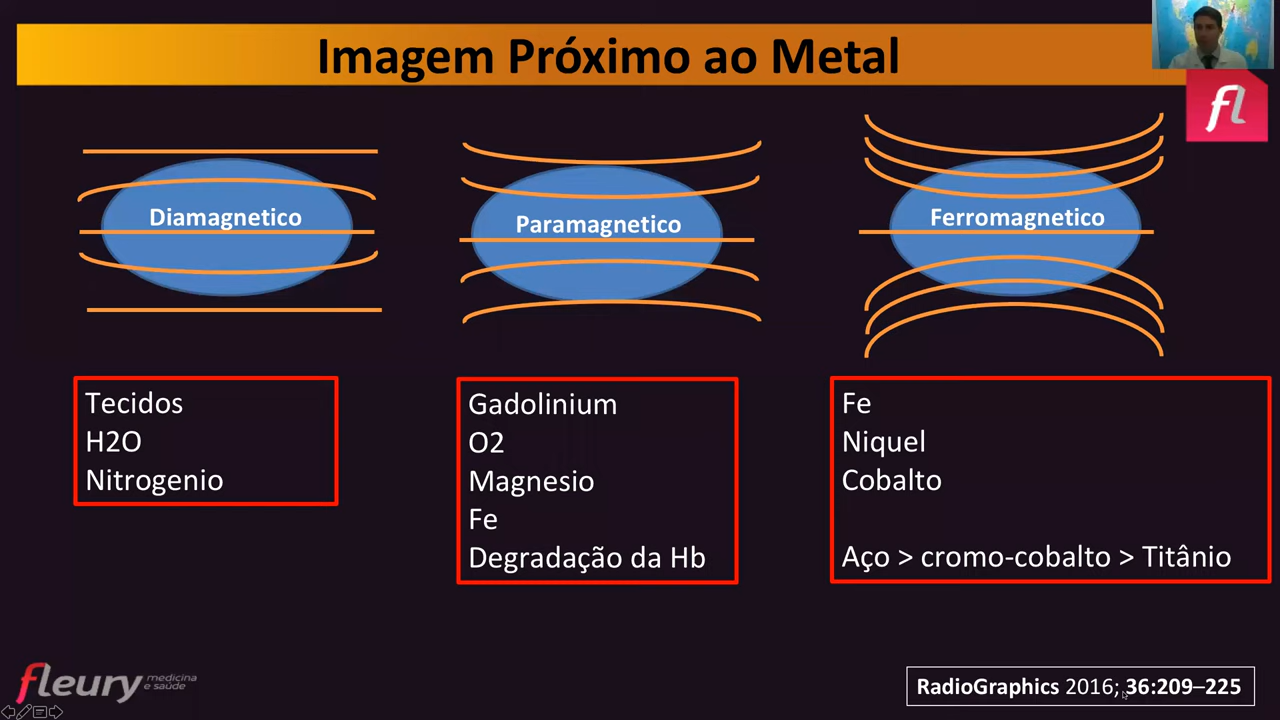 Imagem Próximo ao Metal
fl
Diamagnetico
Paramagnetico
Ferromagnetico
Tecidos
H2O
Nitrogenio
Gadolinium
O2
Magnesio
Fe
Degradação da Hb
Fe
Niquel
Cobalto
Aço > cromo-cobalto > Titânio
fleury medicina
e saúde
RadioGraphics 2016; 36:209–225